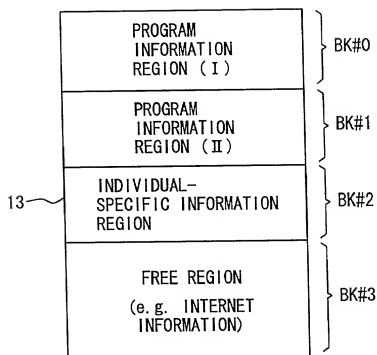 PROGRAM
INFORMATION
REGION (I)
BK#0
PROGRAM
INFORMATION
REGION (II)
BK#1
13
INDIVIDUAL-
SPECIFIC INFORMATION
REGION
BK#2
FREE REGION
(e.g. INTERNET
INFORMATION)
BK#3